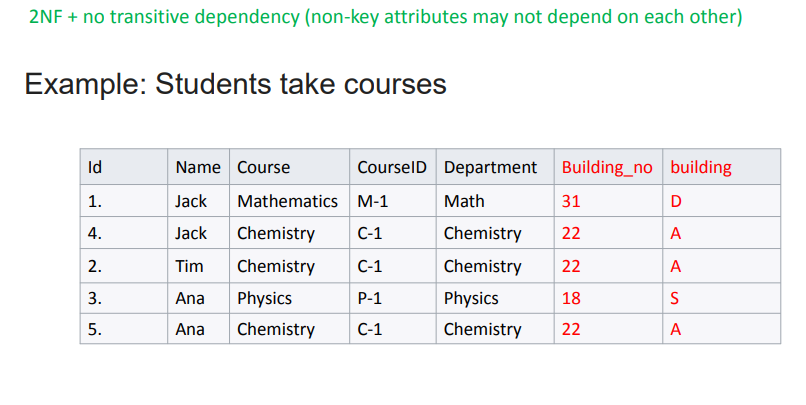 2NF + no transitive dependency (non-key attributes may not depend on each other)
Example: Students take courses
Id Name Course CourseID Department Building_no building
1. Jack Mathematics M-1 Math 31 D
4. Jack Chemistry C-1 Chemistry 22 A
2. Tim Chemistry C-1 Chemistry 22 A
3. Ana Physics P-1 Physics 18 S
5. Ana Chemistry C-1 Chemistry 22 A